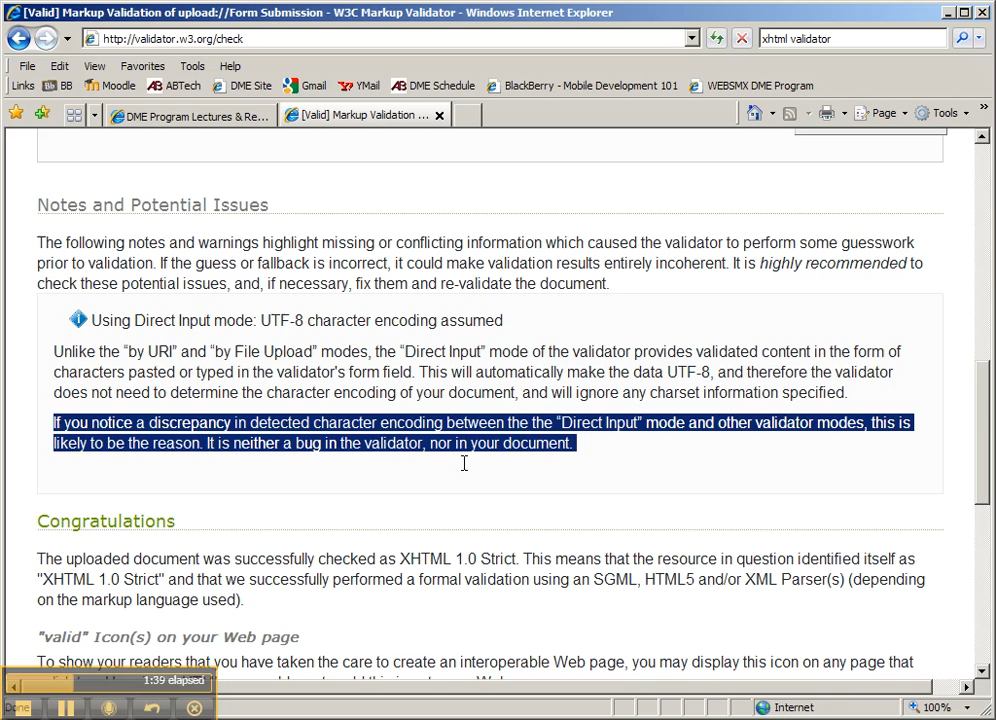 [Valid] Markup Validation of upload://Form Submission - W3C Markup Validator - Windows Internet Explorer
http://validator.w3.org/check
xhtml validator
File Edit View Favorites Tools Help
Links BB Moodle ABTech DME Site Gmail YMail DME Schedule BlackBerry - Mobile Development 101 WEBSMX DME Program
DME Program Lectures & Re... [Valid] Markup Validation ... Page Tools
Notes and Potential Issues
The following notes and warnings highlight missing or conflicting information which caused the validator to perform some guesswork
prior to validation. If the guess or fallback is incorrect, it could make validation results entirely incoherent. It is highly recommended to
check these potential issues, and, if necessary, fix them and re-validate the document.
Using Direct Input mode: UTF-8 character encoding assumed
Unlike the “by URI” and “by File Upload” modes, the “Direct Input” mode of the validator provides validated content in the form of
characters pasted or typed in the validator's form field. This will automatically make the data UTF-8, and therefore the validator
does not need to determine the character encoding of your document, and will ignore any charset information specified.
If you notice a discrepancy in detected character encoding between the the “Direct Input” mode and other validator modes, this is
likely to be the reason. It is neither a bug in the validator, nor in your document.
Congratulations
The uploaded document was successfully checked as XHTML 1.0 Strict. This means that the resource in question identified itself as
"XHTML 1.0 Strict" and that we successfully performed a formal validation using an SGML, HTML5 and/or XML Parser(s) (depending
on the markup language used).
"valid" Icon(s) on your Web page
To show your readers that you have taken the care to create an interoperable Web page, you may display this icon on any page that
1:39 elapsed
Done
Internet
100%